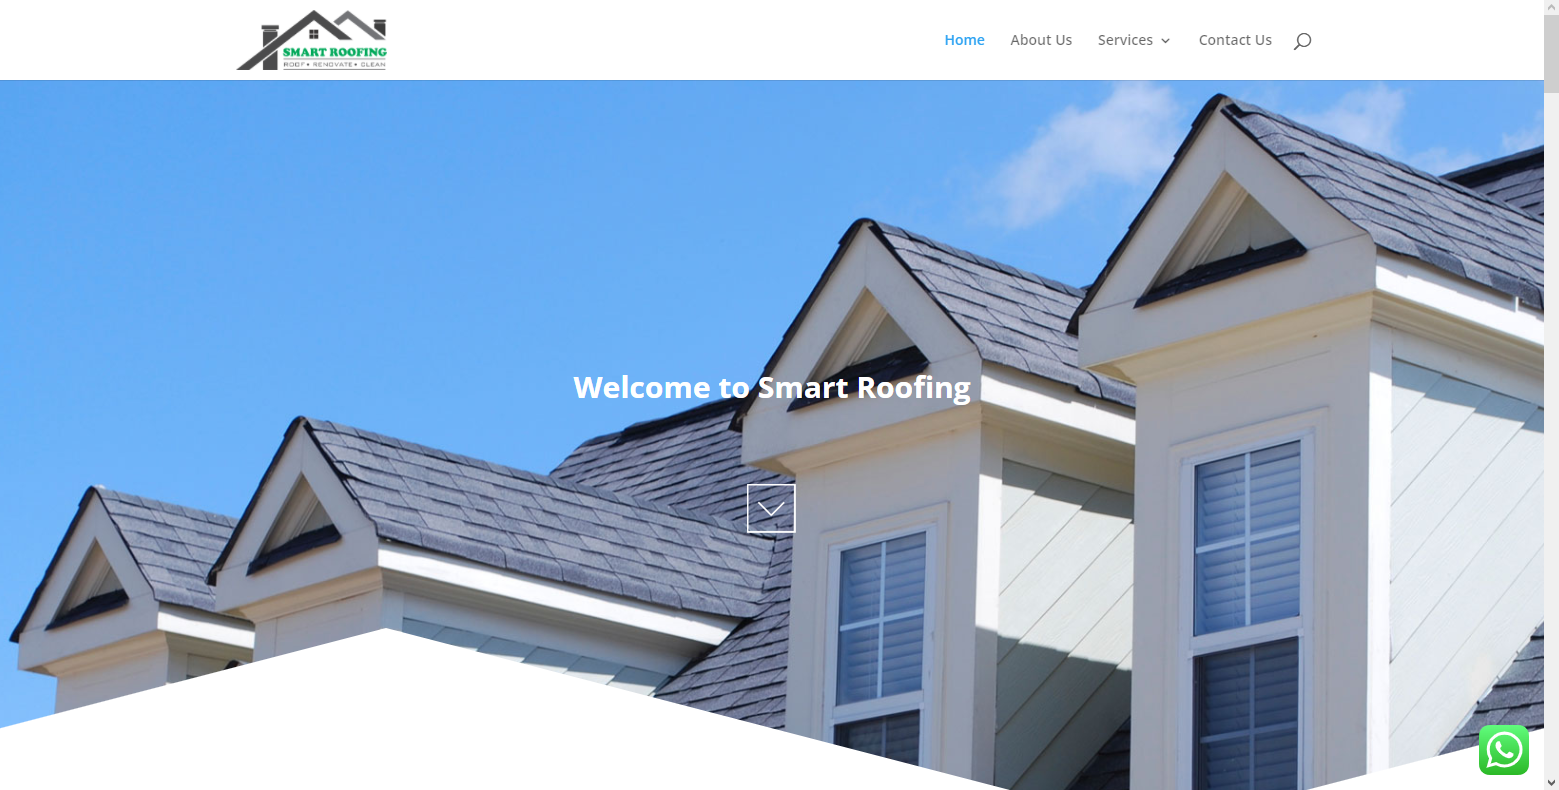 SMART ROOFING
ROOF • RENOVATE • CLEAN
Home
About Us
Services
Contact Us
Welcome to Smart Roofing